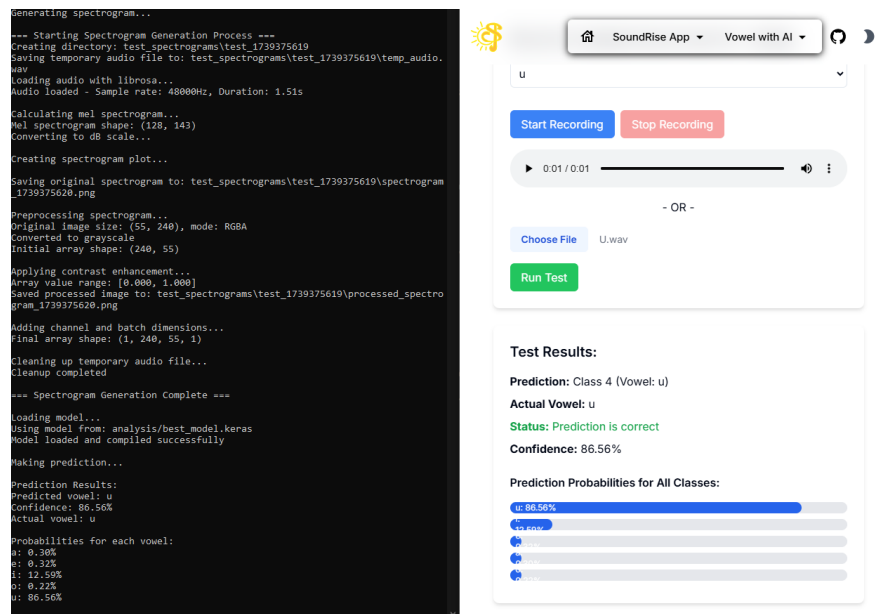 Generating spectrogram...
=== Starting Spectrogram Generation Process ===
Creating directory: test_spectrograms\test_1739375619
Saving temporary audio file to: test_spectrograms\test_1739375619\temp_audio.
wav
Loading audio with librosa...
Audio loaded - Sample rate: 48000Hz, Duration: 1.51s
Calculating mel spectrogram...
Mel spectrogram shape: (128, 143)
Converting to dB scale...
Creating spectrogram plot...
Saving original spectrogram to: test_spectrograms\test_1739375619\spectrogram
_1739375620.png
Preprocessing spectrogram...
Original image size: (55, 240), mode: RGBA
Converted to grayscale
Initial array shape: (240, 55)
Applying contrast enhancement...
Array value range: [0.000, 1.000]
Saved processed image to: test_spectrograms\test_1739375619\processed_spectro
gram_1739375620.png
Adding channel and batch dimensions...
Final array shape: (1, 240, 55, 1)
Cleaning up temporary audio file...
Cleanup completed
=== Spectrogram Generation Complete ===
Loading model...
Using model from: analysis/best_model.keras
Model loaded and compiled successfully
Making prediction...
Prediction Results:
Predicted vowel: u
Confidence: 86.56%
Actual vowel: u
Probabilities for each vowel:
a: 0.30%
e: 0.32%
i: 12.59%
o: 0.22%
u: 86.56%
SoundRise App Vowel with AI
u
Start Recording Stop Recording
0:01 / 0:01
- OR -
Choose File U.wav
Run Test
Test Results:
Prediction: Class 4 (Vowel: u)
Actual Vowel: u
Status: Prediction is correct
Confidence: 86.56%
Prediction Probabilities for All Classes:
u: 86.56%
12.59%